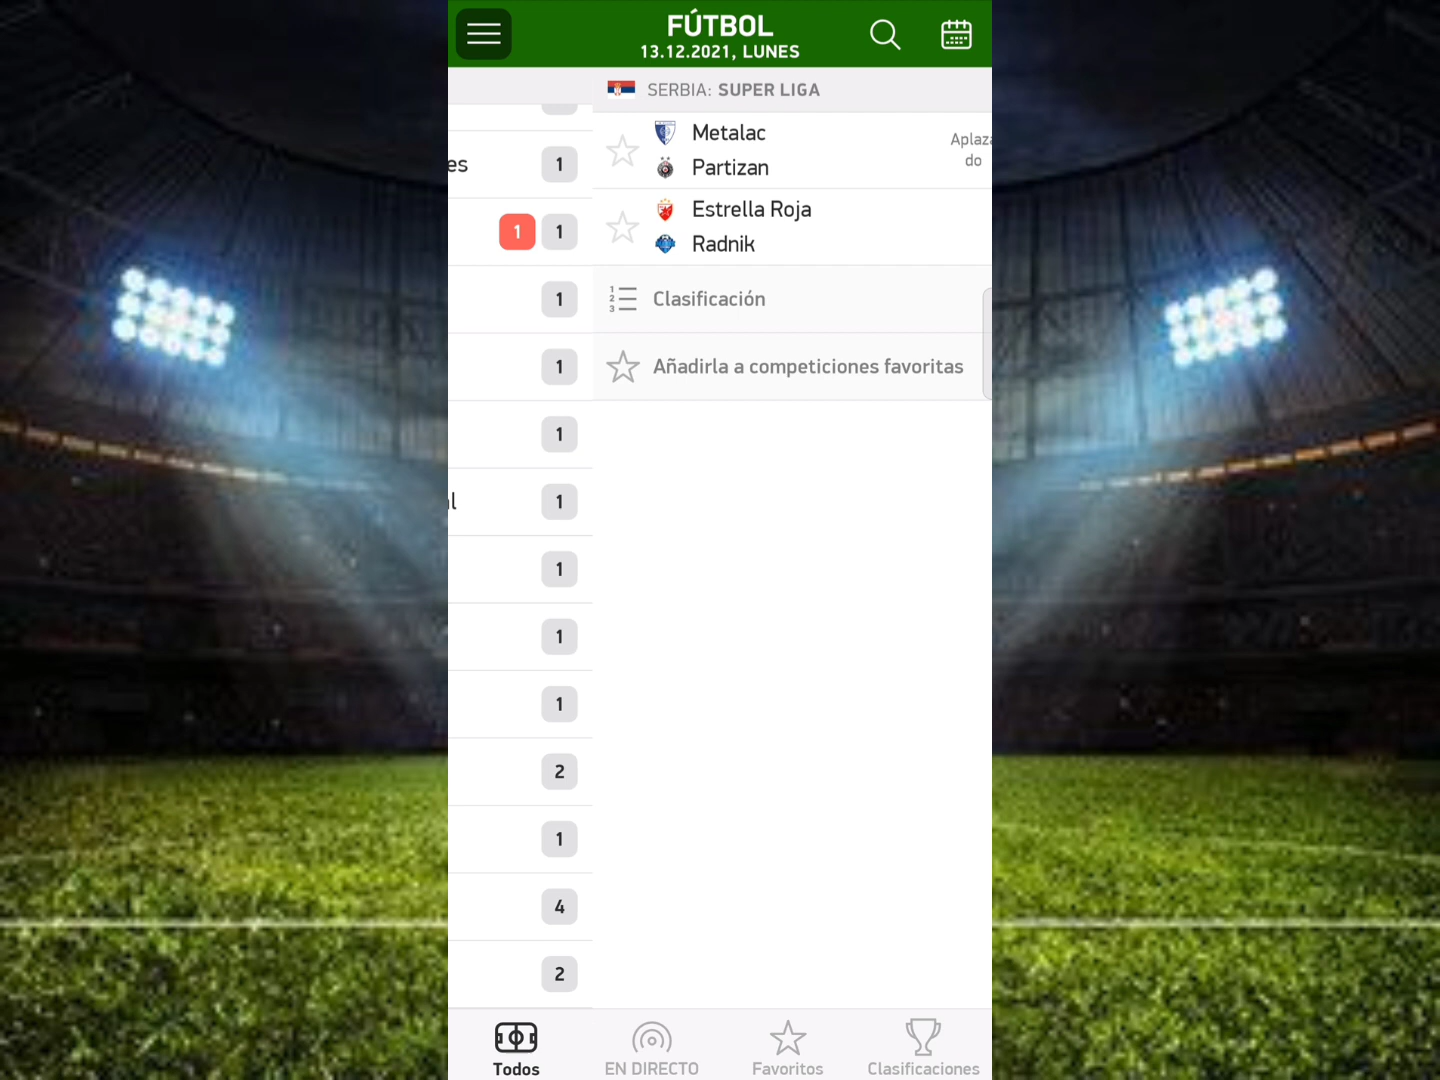 FÚTBOL
13.12.2021, LUNES
SERBIA: SUPER LIGA
Metalac
Partizan
Aplaza
do
Estrella Roja
Radnik
Clasificación
Añadirla a competiciones favoritas
es 1
1 1
1
1
1
1
1
1
1
2
1
4
2
Todos
EN DIRECTO
Favoritos
Clasificaciones